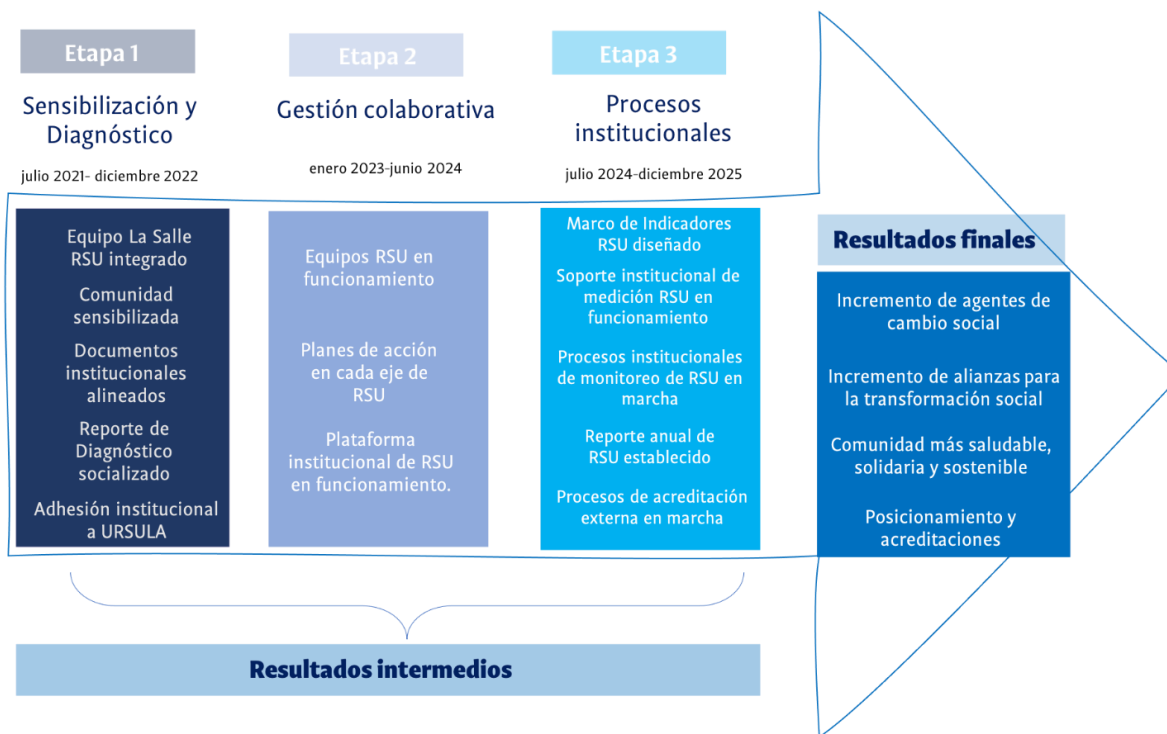 Etapa 1
Sensibilización y
Diagnóstico
julio 2021- diciembre 2022
Equipo La Salle
RSU integrado
Comunidad
sensibilizada
Documentos
institucionales
alineados
Reporte de
Diagnóstico
socializado
Adhesión institucional
a URSULA
Etapa 2
Gestión colaborativa
enero 2023-junio 2024
Equipos RSU en
funcionamiento
Planes de acción
en cada eje de
RSU
Plataforma
institucional de RSU
en funcionamiento.
Etapa 3
Procesos
institucionales
julio 2024-diciembre 2025
Marco de Indicadores
RSU diseñado
Soporte institucional de
medición RSU en
funcionamiento
Procesos institucionales
de monitoreo de RSU en
marcha
Reporte anual de
RSU establecido
Procesos de acreditación
externa en marcha
Resultados finales
Incremento de agentes de
cambio social
Incremento de alianzas para
la transformación social
Comunidad más saludable,
solidaria y sostenible
Posicionamiento y
acreditaciones
Resultados intermedios